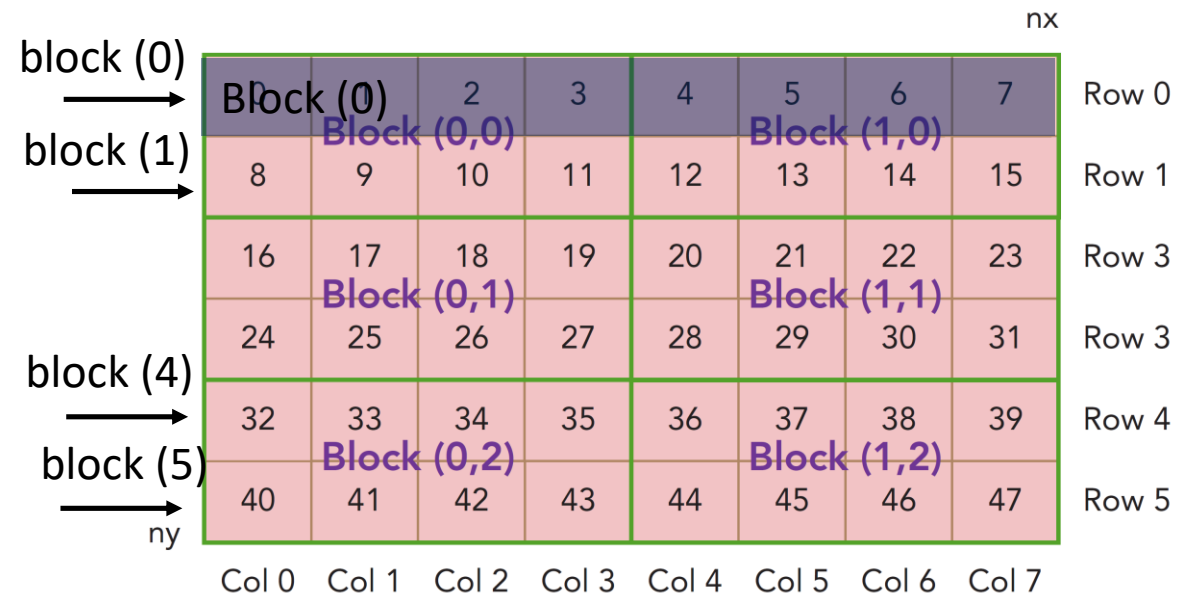 nx
block (0)
Block (0)
0 1 2 3 4 5 6 7 Row 0
Block (0,0) Block (1,0)
block (1)
8 9 10 11 12 13 14 15 Row 1
16 17 18 19 20 21 22 23 Row 3
Block (0,1) Block (1,1)
24 25 26 27 28 29 30 31 Row 3
block (4)
32 33 34 35 36 37 38 39 Row 4
Block (0,2) Block (1,2)
block (5)
40 41 42 43 44 45 46 47 Row 5
ny
Col 0 Col 1 Col 2 Col 3 Col 4 Col 5 Col 6 Col 7